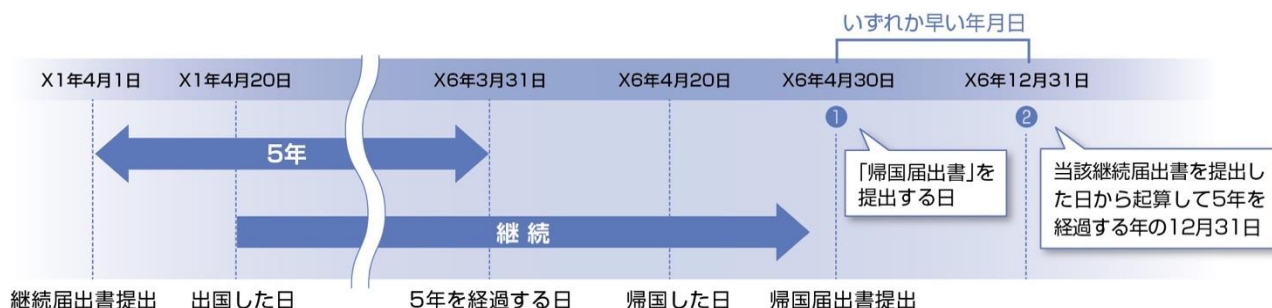 いずれか早い年月日
X1年4月1日 X1年4月20日 X6年3月31日 X6年4月20日 X6年4月30日 X6年12月31日
1 2
5年
「帰国届出書」を
提出する日
当該継続届出書を提出し
た日から起算して5年を
経過する年の12月31日
継続
継続届出書提出 出国した日 5年を経過する日 帰国した日 帰国届出書提出